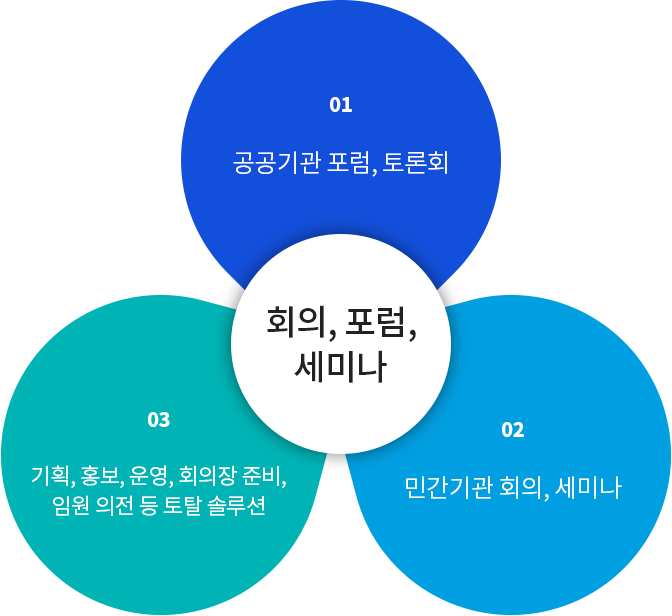 01
공공기관 포럼, 토론회
회의, 포럼,
세미나
02
민간기관 회의, 세미나
03
기획, 홍보, 운영, 회의장 준비,
임원 의전 등 토탈 솔루션